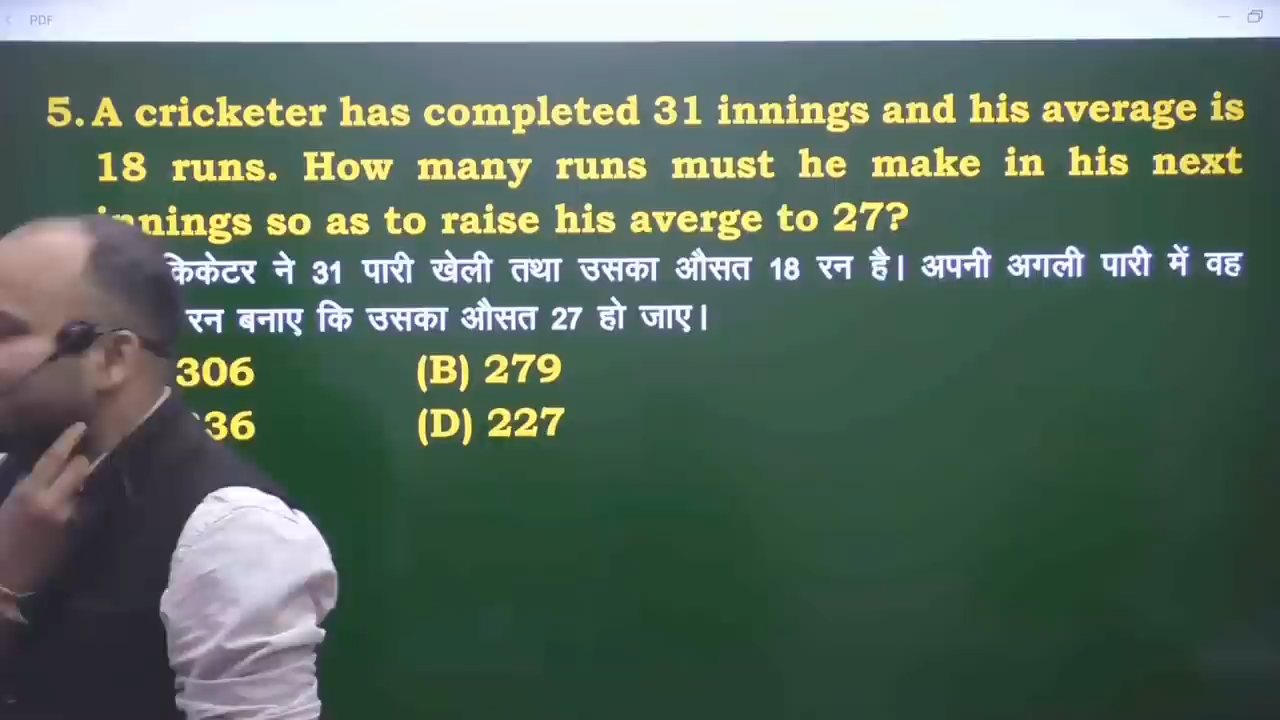 PDF
5. A cricketer has completed 31 innings and his average is
18 runs. How many runs must he make in his next
innings so as to raise his averge to 27?
क्रिकेटर ने 31 पारी खेली तथा उसका औसत 18 रन है। अपनी अगली पारी में वह
रन बनाए कि उसका औसत 27 हो जाए।
306 (B) 279
36 (D) 227